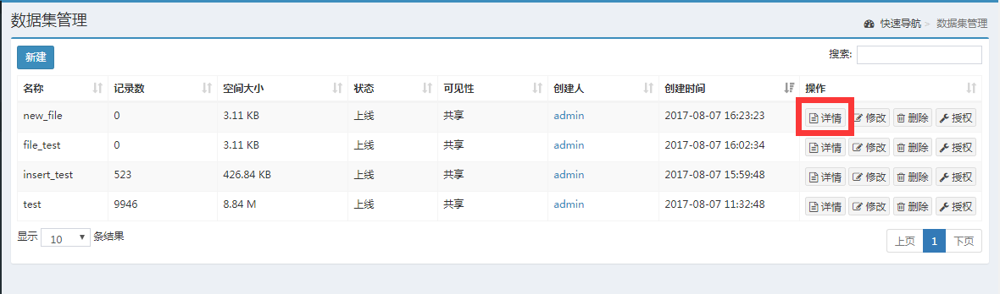 数据集管理
快速导航 > 数据集管理
新建
搜索:
名称 记录数 空间大小 状态 可见性 创建人 创建时间 操作
new_file 0 3.11 KB 上线 共享 admin 2017-08-07 16:23:23 详情 修改 删除 授权
file_test 0 3.11 KB 上线 共享 admin 2017-08-07 16:02:34 详情 修改 删除 授权
insert_test 523 426.84 KB 上线 共享 admin 2017-08-07 15:59:48 详情 修改 删除 授权
test 9946 8.84 M 上线 共享 admin 2017-08-07 11:32:48 详情 修改 删除 授权
显示 10 条结果
上页 1 下页